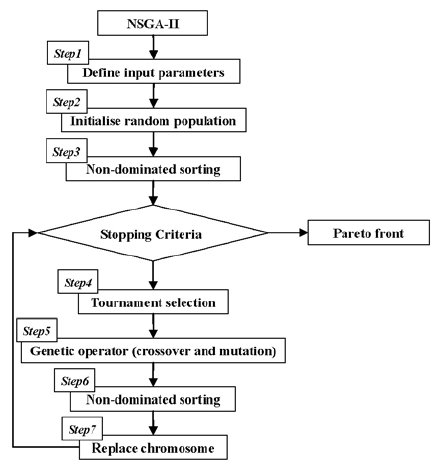 NSGA-II
Step1
Define input parameters
Step2
Initialise random population
Step3
Non-dominated sorting
Stopping Criteria
Pareto front
Step4
Tournament selection
Step5
Genetic operator (crossover and mutation)
Step6
Non-dominated sorting
Step7
Replace chromosome